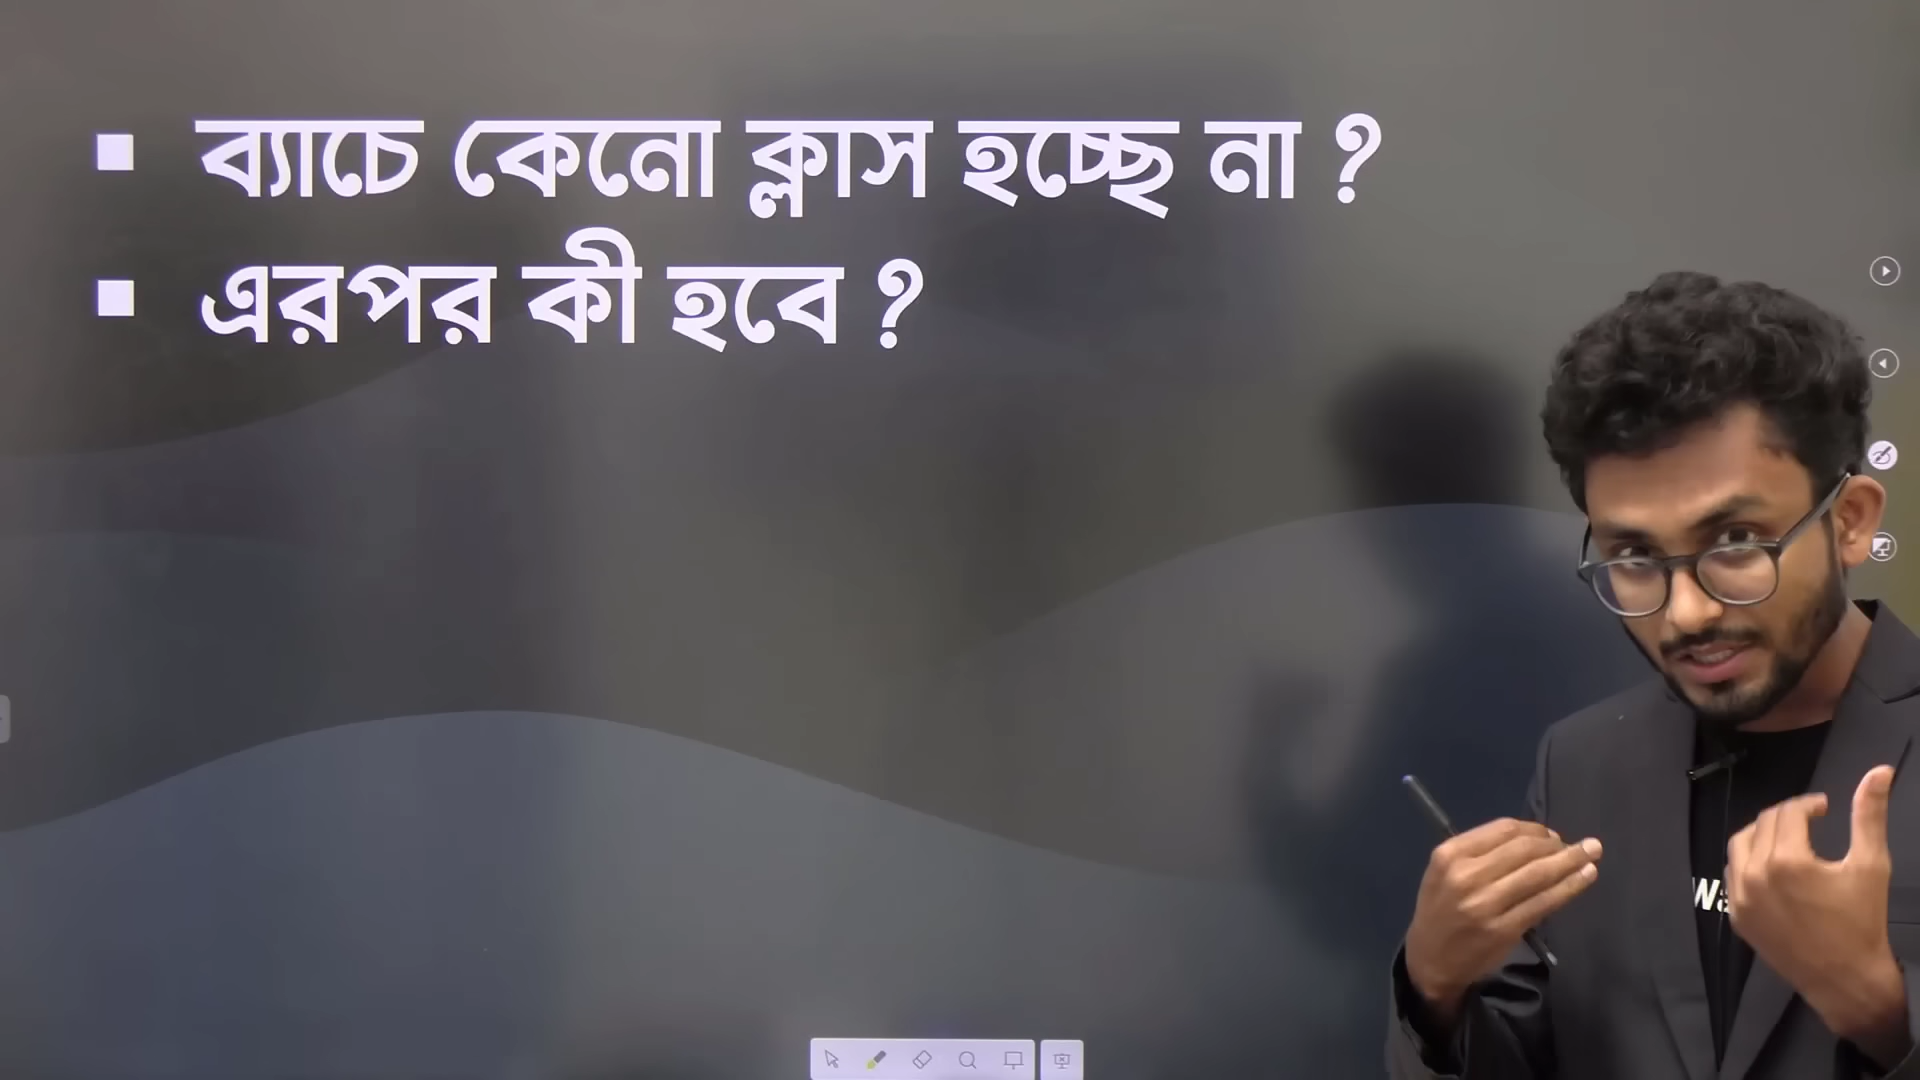 ব্যাচে কেনো ক্লাস হচ্ছে না ?
এরপর কী হবে ?